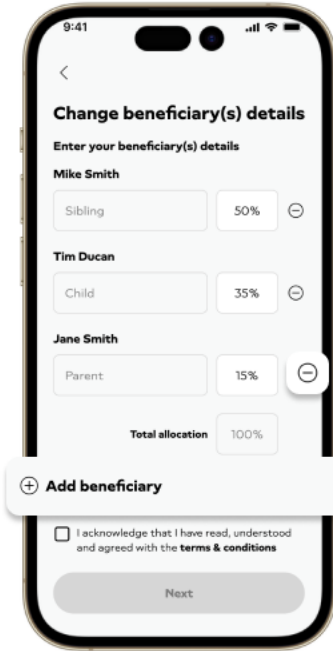 9:41
Change beneficiary(s) details
Enter your beneficiary(s) details
Mike Smith
Sibling 50%
Tim Ducan
Child 35%
Jane Smith
Parent 15%
Total allocation 100%
Add beneficiary
I acknowledge that I have read, understood
and agreed with the terms & conditions
Next